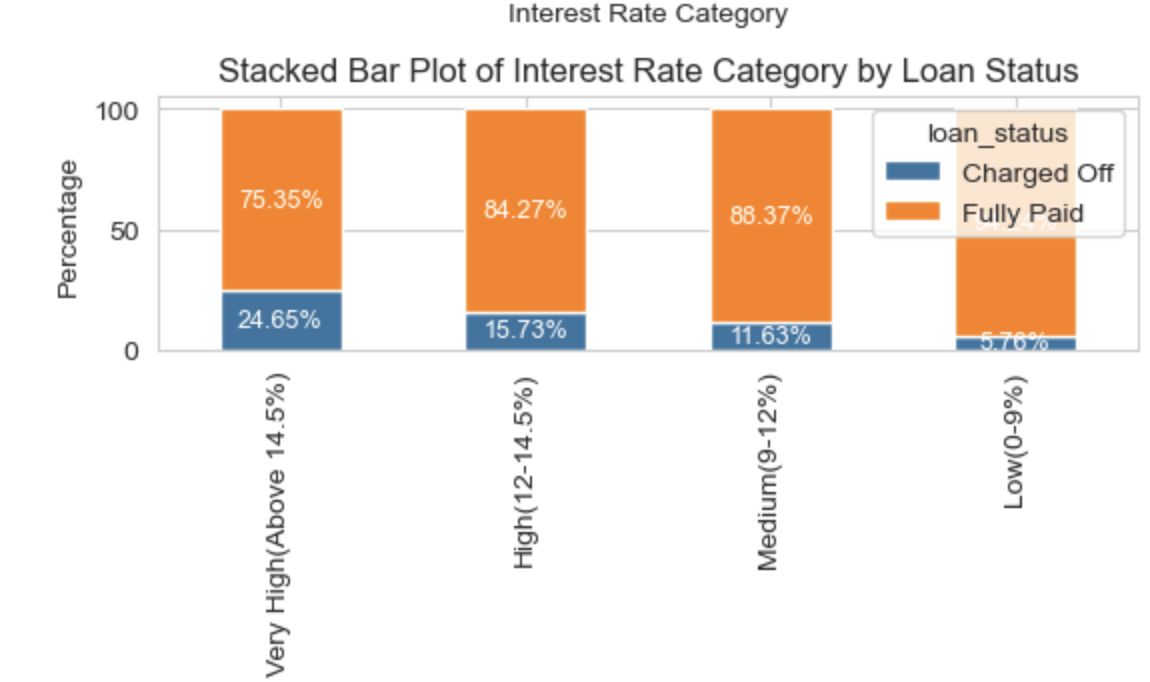 Interest Rate Category
Stacked Bar Plot of Interest Rate Category by Loan Status
Percentage
100
50
0
75.35%
84.27%
88.37%
24.65%
15.73%
11.63%
5.76%
loan_status
Charged Off
Fully Paid
Very High(Above 14.5%)
High(12-14.5%)
Medium(9-12%)
Low(0-9%)